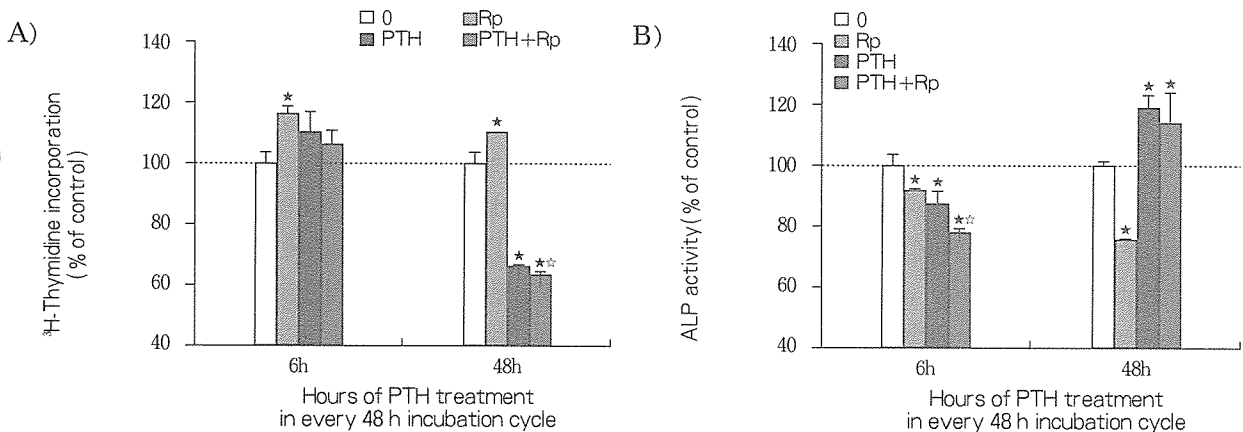 A)
0
Rp
PTH
PTH+Rp
³H-Thymidine incorporation
(% of control)
140
120
100
80
60
40
★
★
★
★☆
6h
48h
Hours of PTH treatment
in every 48 h incubation cycle
B)
0
Rp
PTH
PTH+Rp
ALP activity (% of control)
140
120
100
80
60
40
★
★
★☆
★
★
★
6h
48h
Hours of PTH treatment
in every 48 h incubation cycle